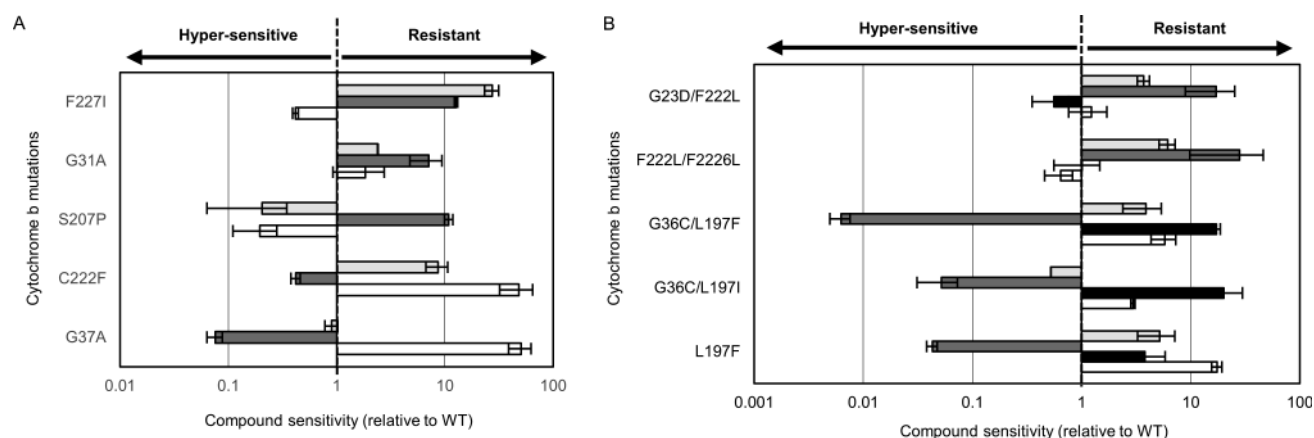 A
Hyper-sensitive
Resistant
Cytochrome b mutations
F227I
G31A
S207P
C222F
G37A
0.01
0.1
1
10
100
Compound sensitivity (relative to WT)
B
Hyper-sensitive
Resistant
Cytochrome b mutations
G23D/F222L
F222L/F2226L
G36C/L197F
G36C/L197I
L197F
0.001
0.01
0.1
1
10
100
Compound sensitivity (relative to WT)